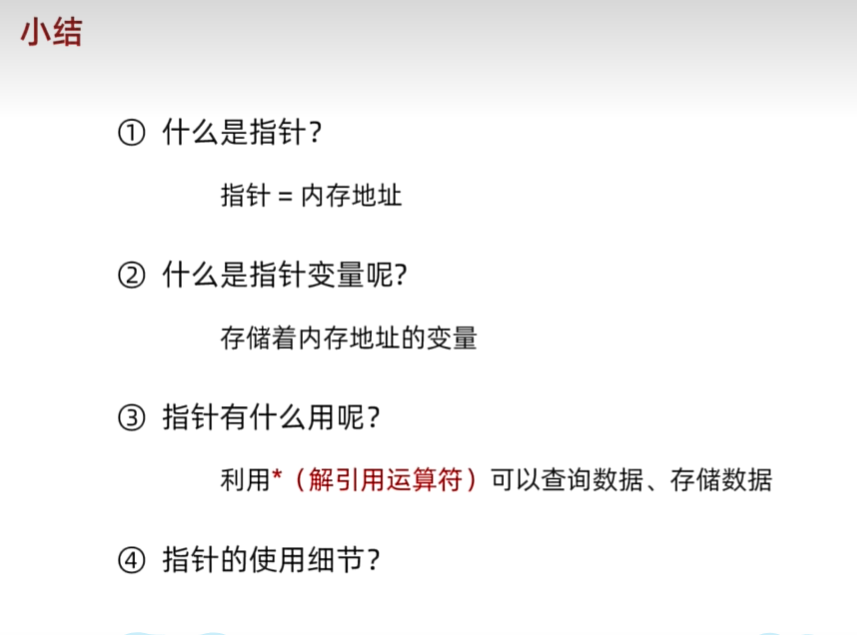 小结
① 什么是指针?
指针 = 内存地址
② 什么是指针变量呢?
存储着内存地址的变量
③ 指针有什么用呢?
利用*（解引用运算符）可以查询数据、存储数据
④ 指针的使用细节?